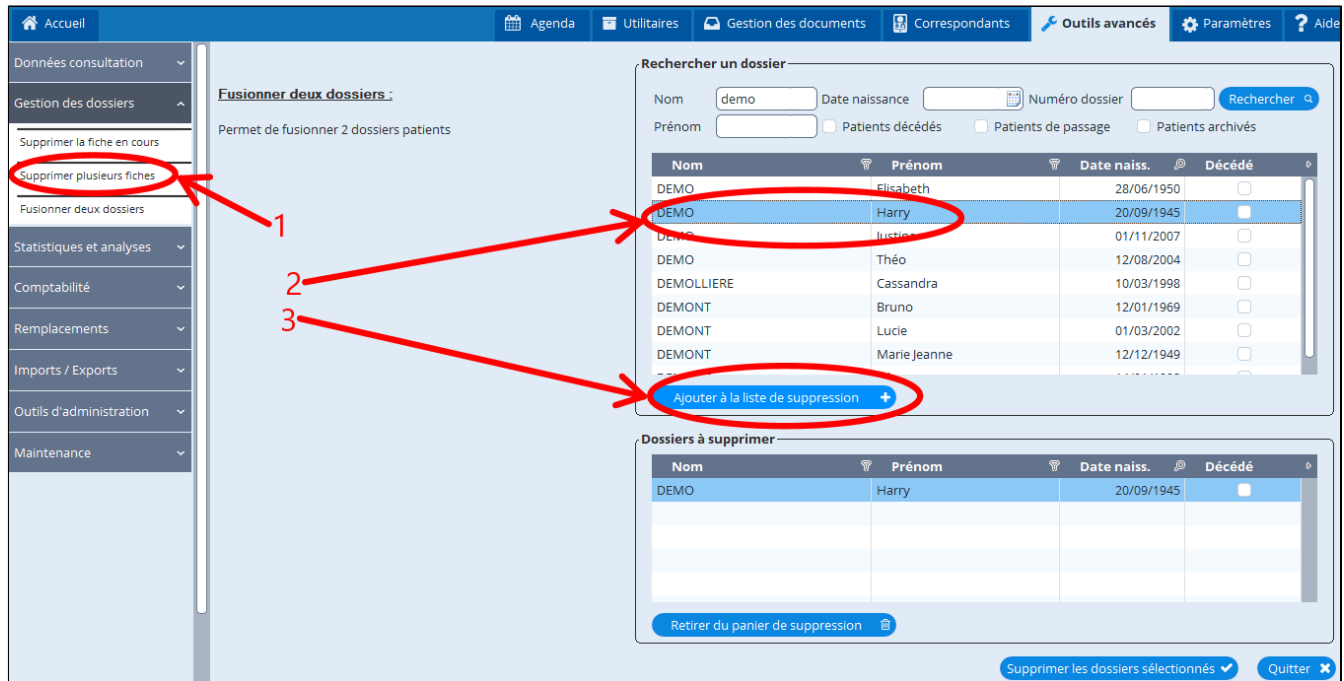 Accueil Agenda Utilitaires Gestion des documents Correspondants Outils avancés Paramètres ? Aide
Données consultation
Gestion des dossiers
Supprimer la fiche en cours
Supprimer plusieurs fiches
Fusionner deux dossiers
Statistiques et analyses
Comptabilité
Remplacements
Imports / Exports
Outils d'administration
Maintenance
Fusionner deux dossiers :
Permet de fusionner 2 dossiers patients
1
2
3
Rechercher un dossier
Nom demo Date naissance Numéro dossier Rechercher
Prénom Patients décédés Patients de passage Patients archivés
Nom Prénom Date naiss. Décédé
DEMO Elisabeth 28/06/1950
DEMO Harry 20/09/1945
DEMO Justine 01/11/2007
DEMO Théo 12/08/2004
DEMOLLIERE Cassandra 10/03/1998
DEMONT Bruno 12/01/1969
DEMONT Lucie 01/03/2002
DEMONT Marie Jeanne 12/12/1949
Ajouter à la liste de suppression +
Dossiers à supprimer
Nom Prénom Date naiss. Décédé
DEMO Harry 20/09/1945
Retirer du panier de suppression
Supprimer les dossiers sélectionnés Quitter